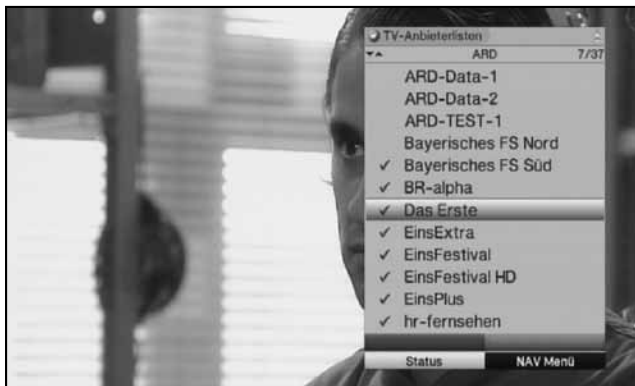 TV-Anbieterlisten
ARD 7/37
ARD-Data-1
ARD-Data-2
ARD-TEST-1
Bayerisches FS Nord
✓ Bayerisches FS Süd
✓ BR-alpha
✓ Das Erste
✓ EinsExtra
✓ EinsFestival
✓ EinsFestival HD
✓ EinsPlus
✓ hr-fernsehen
Status NAV Menü